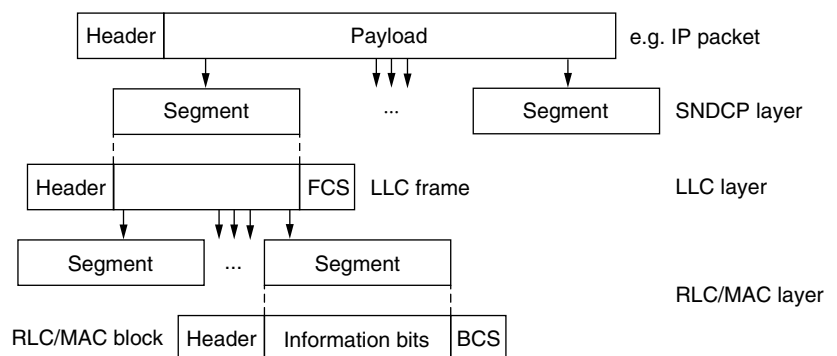 Header Payload e.g. IP packet
...
Segment Segment SNDCP layer
Header FCS LLC frame LLC layer
Segment ... Segment
RLC/MAC layer
RLC/MAC block Header Information bits BCS